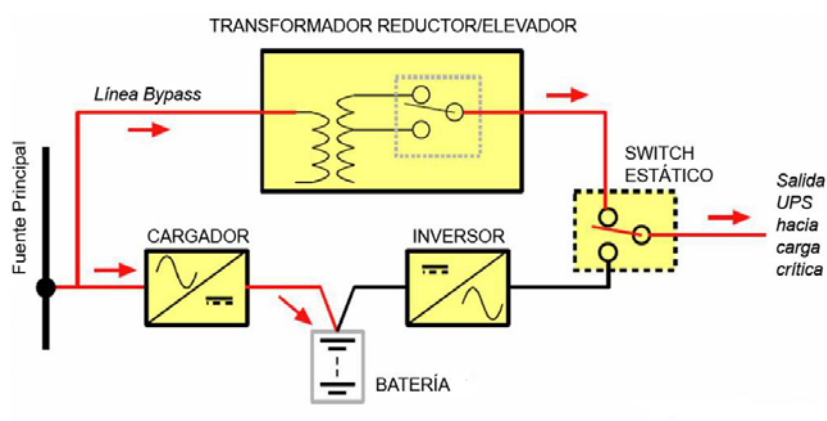 TRANSFORMADOR REDUCTOR/ELEVADOR
Línea Bypass
Fuente Principal
SWITCH
ESTÁTICO
Salida
UPS
hacia
carga
crítica
CARGADOR
INVERSOR
BATERÍA